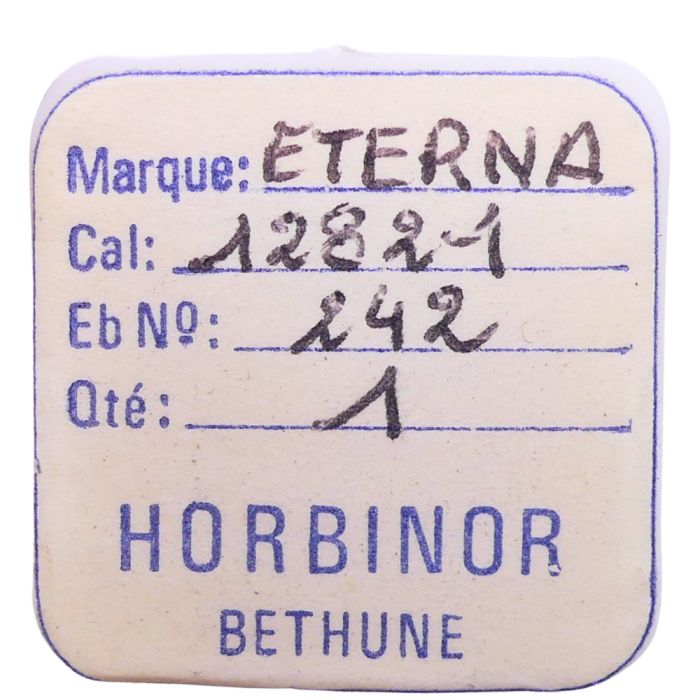 Marque: ETERNA
Cal: 1282-1
Eb Nº: 242
Qté: 1
HORBINOR
BETHUNE